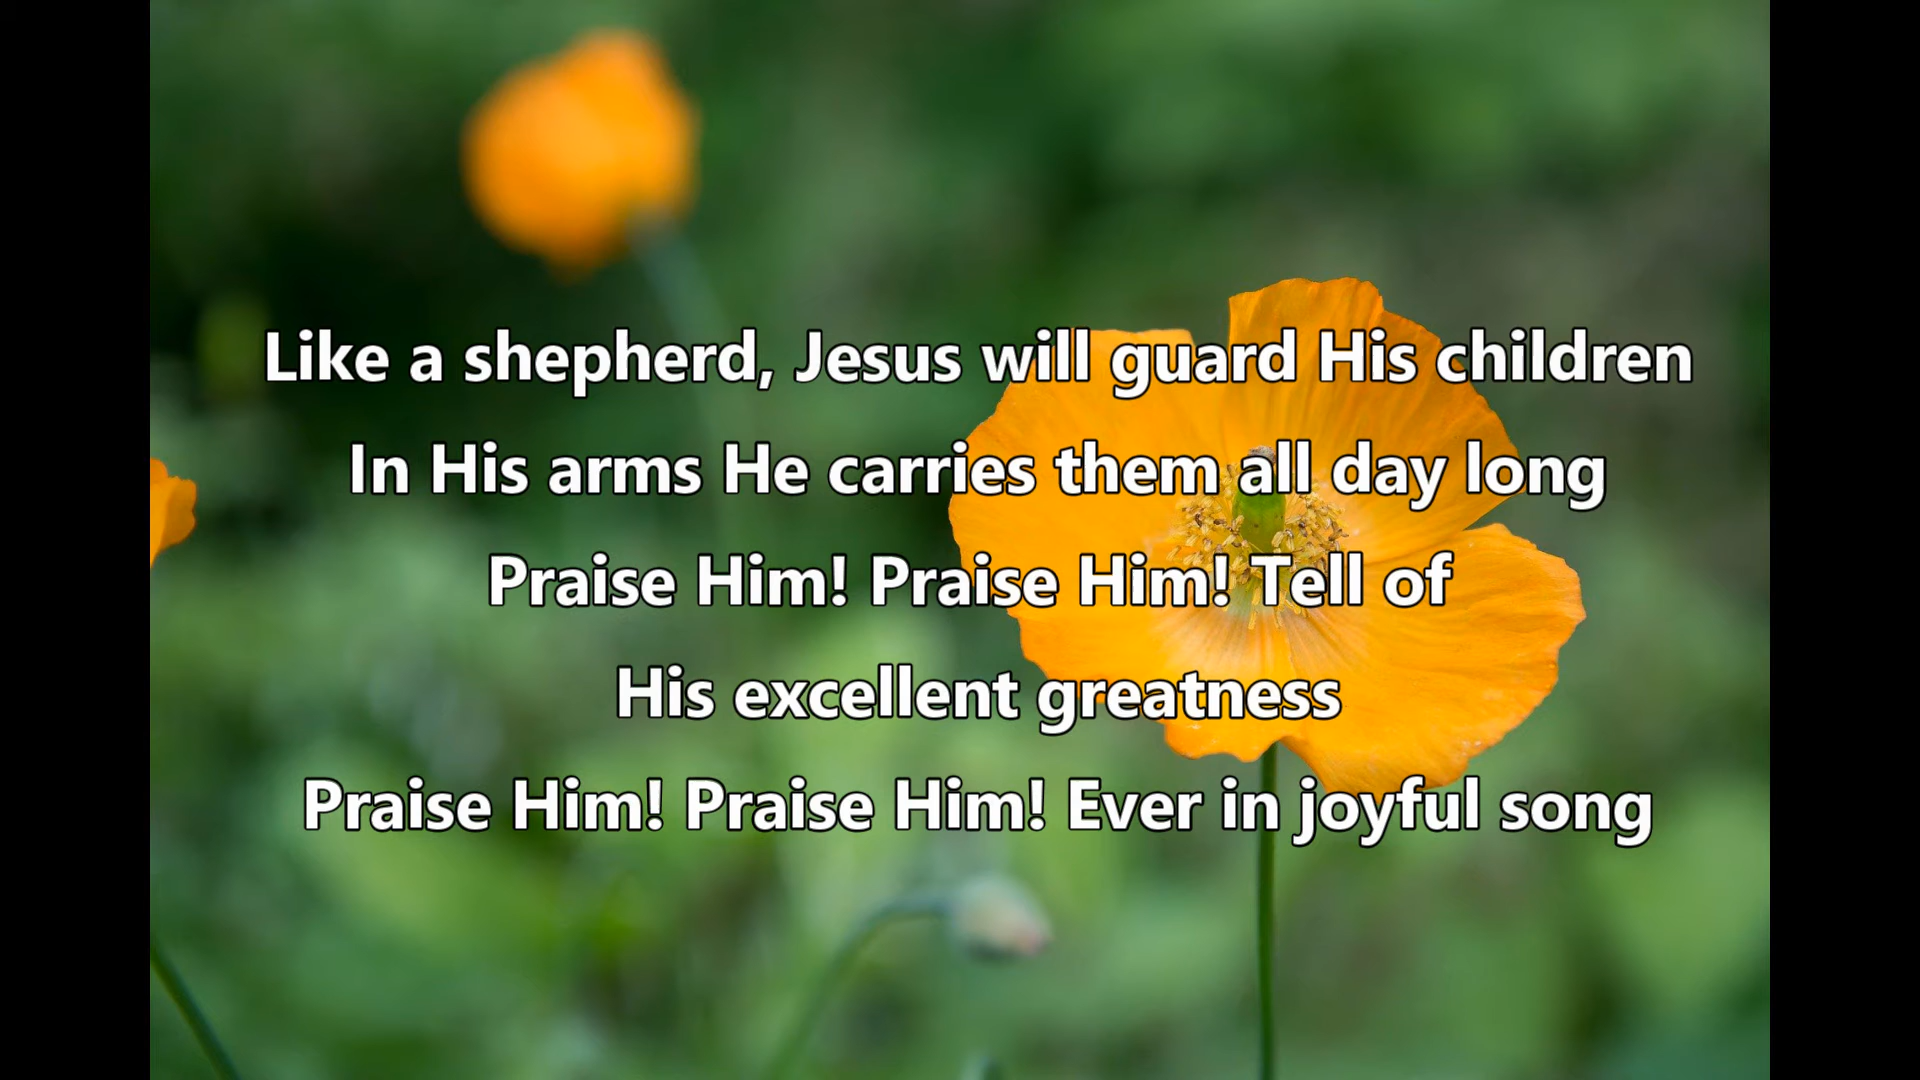 Like a shepherd, Jesus will guard His children
In His arms He carries them all day long
Praise Him! Praise Him! Tell of
His excellent greatness
Praise Him! Praise Him! Ever in joyful song